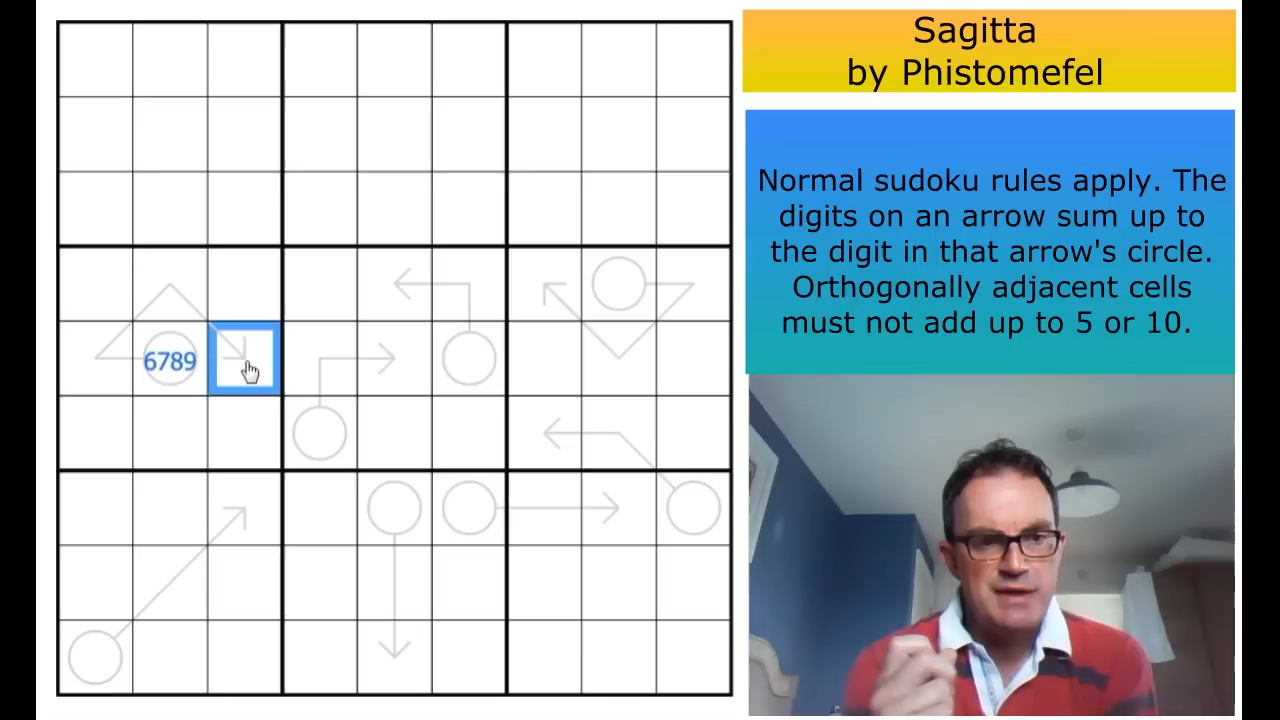 Sagitta
by Phistomefel
Normal sudoku rules apply. The
digits on an arrow sum up to
the digit in that arrow's circle.
Orthogonally adjacent cells
must not add up to 5 or 10.
6789